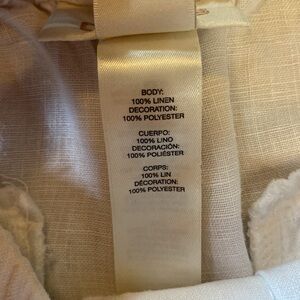 BODY:
100% LINEN
DECORATION:
100% POLYESTER
CUERPO:
100% LINO
DECORACIÓN:
100% POLIÉSTER
CORPS:
100% LIN
DÉCORATION:
100% POLYESTER